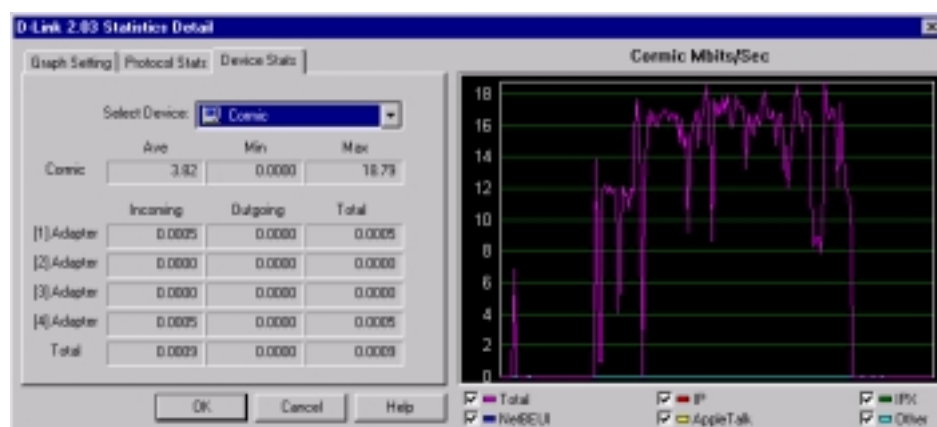 D-Link 2.03 Statistics Detail
Graph Setting Protocol Stats Device Stats
Select Device: Cormic
Ave Min Max
Cormic 3.82 0.0000 18.79
Incoming Outgoing Total
[1].Adapter 0.0005 0.0000 0.0005
[2].Adapter 0.0000 0.0000 0.0000
[3].Adapter 0.0000 0.0000 0.0000
[4].Adapter 0.0005 0.0000 0.0005
Total 0.0009 0.0000 0.0009
OK Cancel Help
Cormic Mbits/Sec
18
16
14
12
10
8
6
4
2
0
Total IP IPX
NetBEUI AppleTalk Other